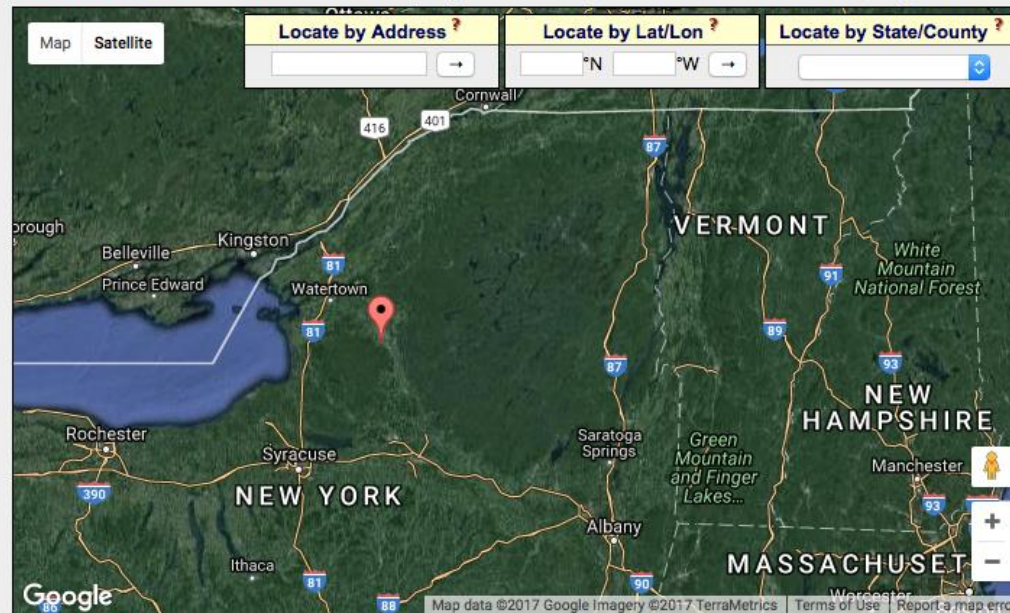 Ottawa
Map Satellite
Locate by Address ?
Locate by Lat/Lon ?
Locate by State/County ?
°N °W →
→
Cornwall
416
401
87
VERMONT
Belleville
Kingston
Prince Edward
81
Watertown
81
White
Mountain
National Forest
91
89
87
93
NEW
HAMPSHIRE
Rochester
Syracuse
Saratoga
Springs
Green
Mountain
and Finger
Lakes...
Manchester
390
NEW YORK
93
Albany
Ithaca
81
90
MASSACHUSET
Worcester
86
88
Google
Map data ©2017 Google Imagery ©2017 TerraMetrics Terms of Use Report a map erro
+
−